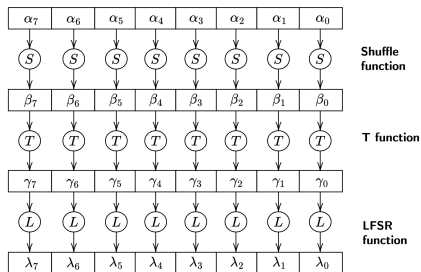 α₇ α₆ α₅ α₄ α₃ α₂ α₁ α₀
S S S S S S S S
Shuffle
function
β₇ β₆ β₅ β₄ β₃ β₂ β₁ β₀
T T T T T T T T
T function
γ₇ γ₆ γ₅ γ₄ γ₃ γ₂ γ₁ γ₀
L L L L L L L L
LFSR
function
λ₇ λ₆ λ₅ λ₄ λ₃ λ₂ λ₁ λ₀